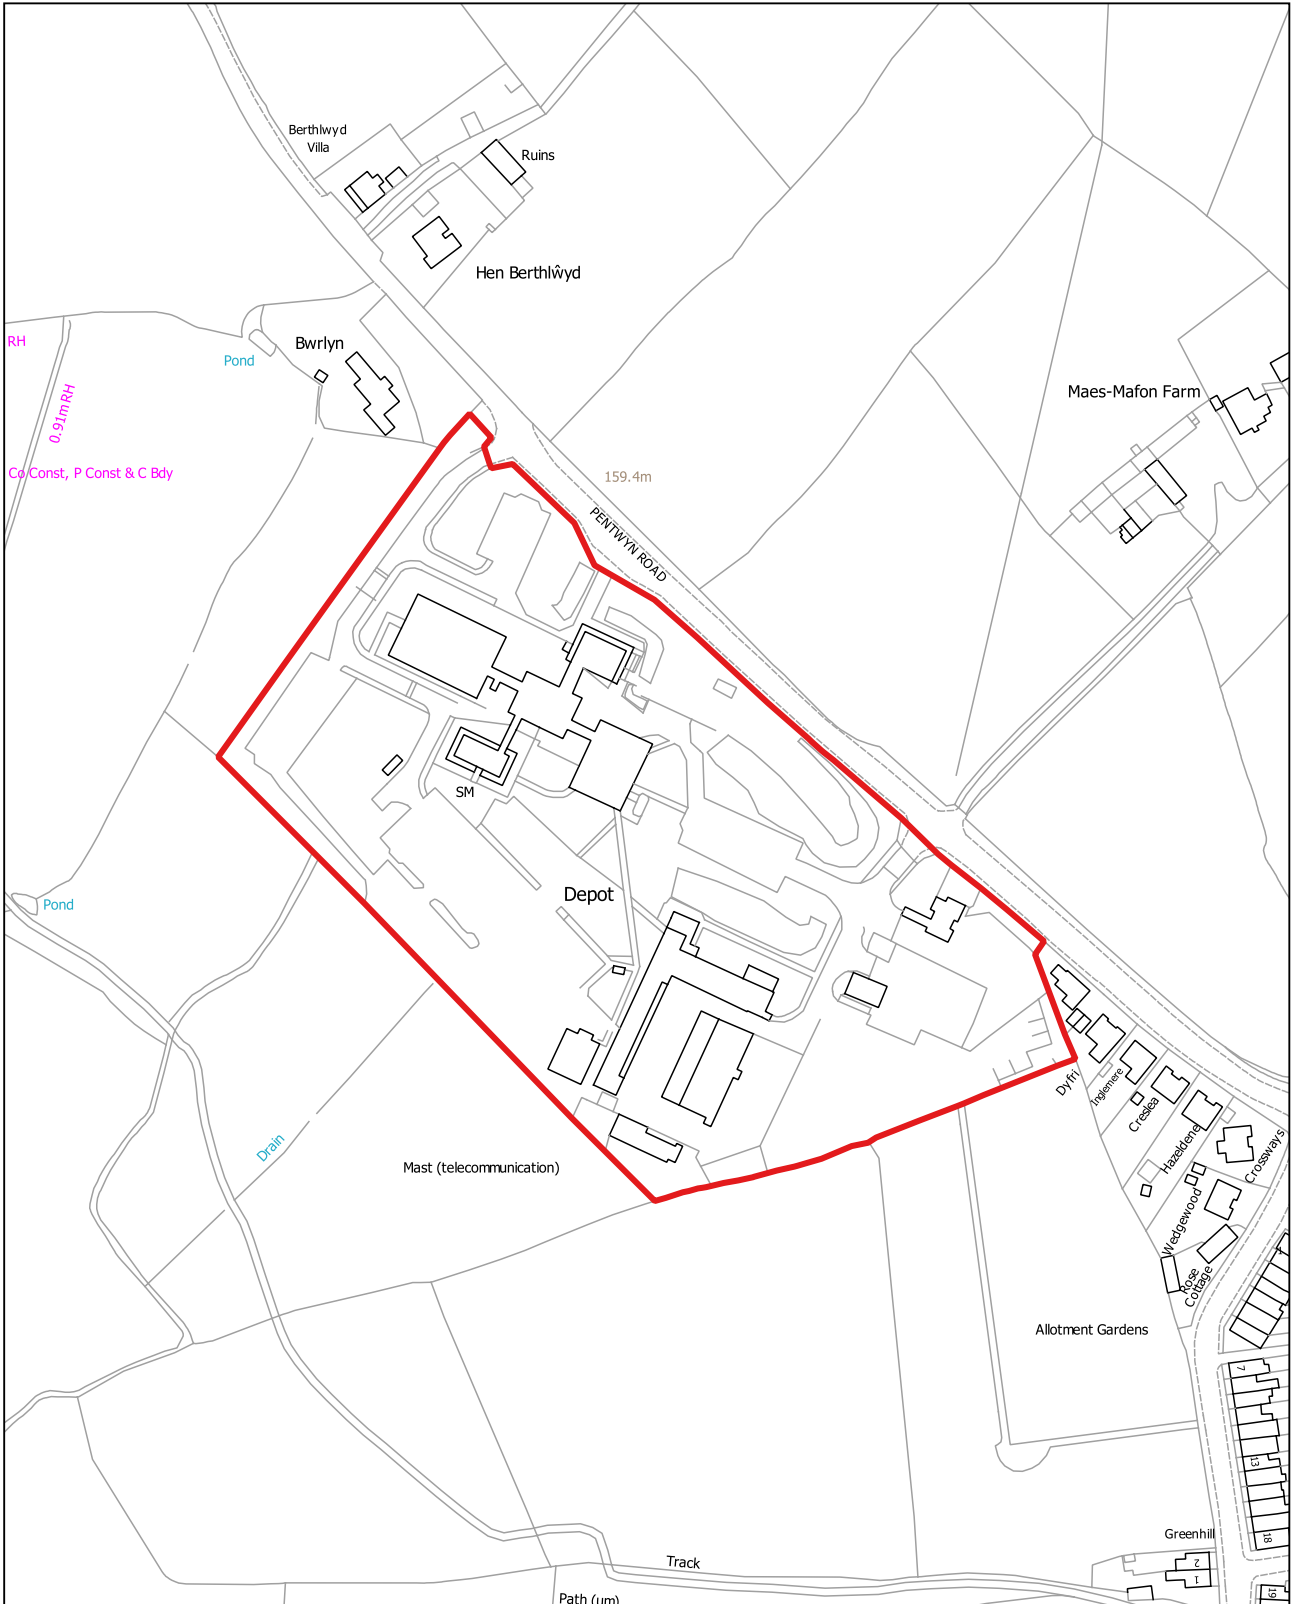 Berthlwyd
Villa
Ruins
Hen Berthlŵyd
RH
Bwrlyn
Pond
Maes-Mafon Farm
0.91m RH
Co Const, P Const & C Bdy
159.4m
PENTWYN ROAD
SM
Depot
Pond
Dyfri
Inglemere
Creslea
Hazeldene
Crossways
Drain
Mast (telecommunication)
Wedgewood
Rose
Cottage
1
Allotment Gardens
7
13
18
Greenhill
Track
2
1
19
Path (um)